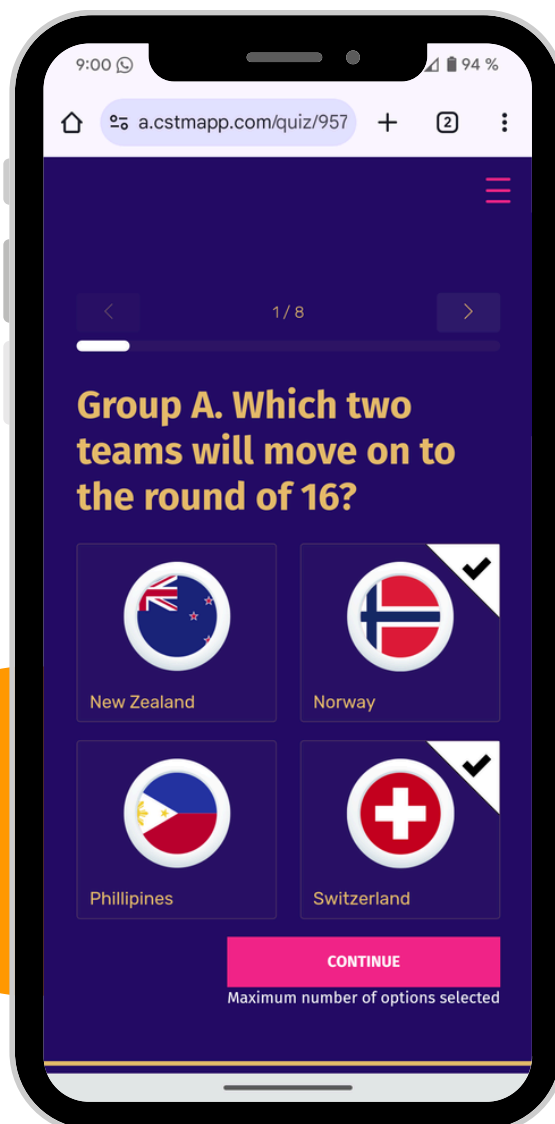 9:00 94 %
a.cstmapp.com/quiz/957
2
1 / 8
Group A. Which two
teams will move on to
the round of 16?
New Zealand
Norway
Phillipines
Switzerland
CONTINUE
Maximum number of options selected